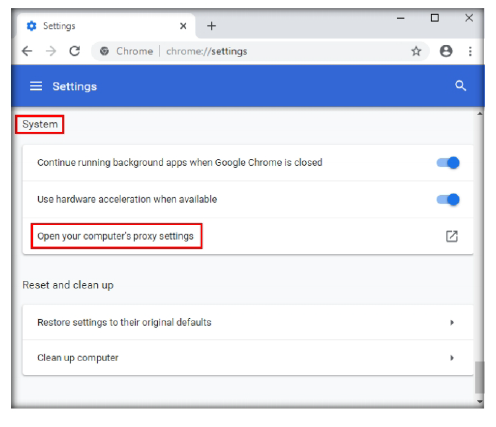 Settings
Chrome | chrome://settings
Settings
System
Continue running background apps when Google Chrome is closed
Use hardware acceleration when available
Open your computer's proxy settings
Reset and clean up
Restore settings to their original defaults
Clean up computer